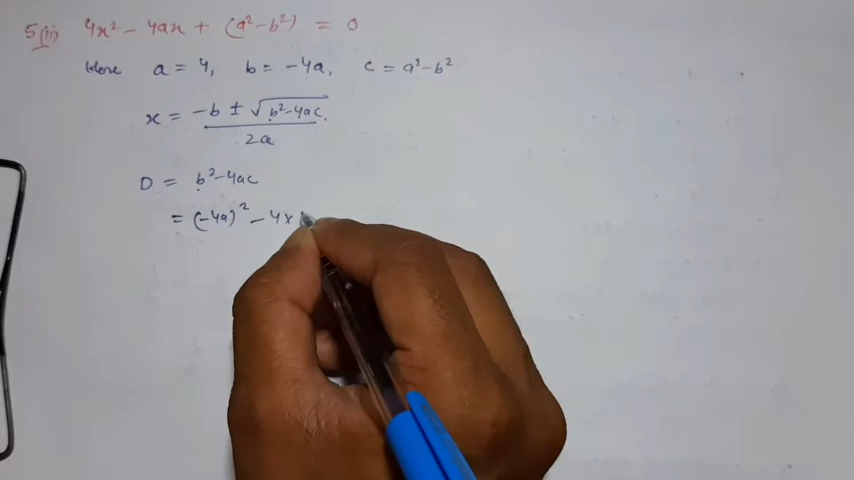 5(ii) 4x² - 4ax + (a² - b²) = 0
Here a = 4, b = -4a, c = a² - b²
x = -b ± √b² - 4ac
2a
D = b² - 4ac
= (-4a)² - 4×